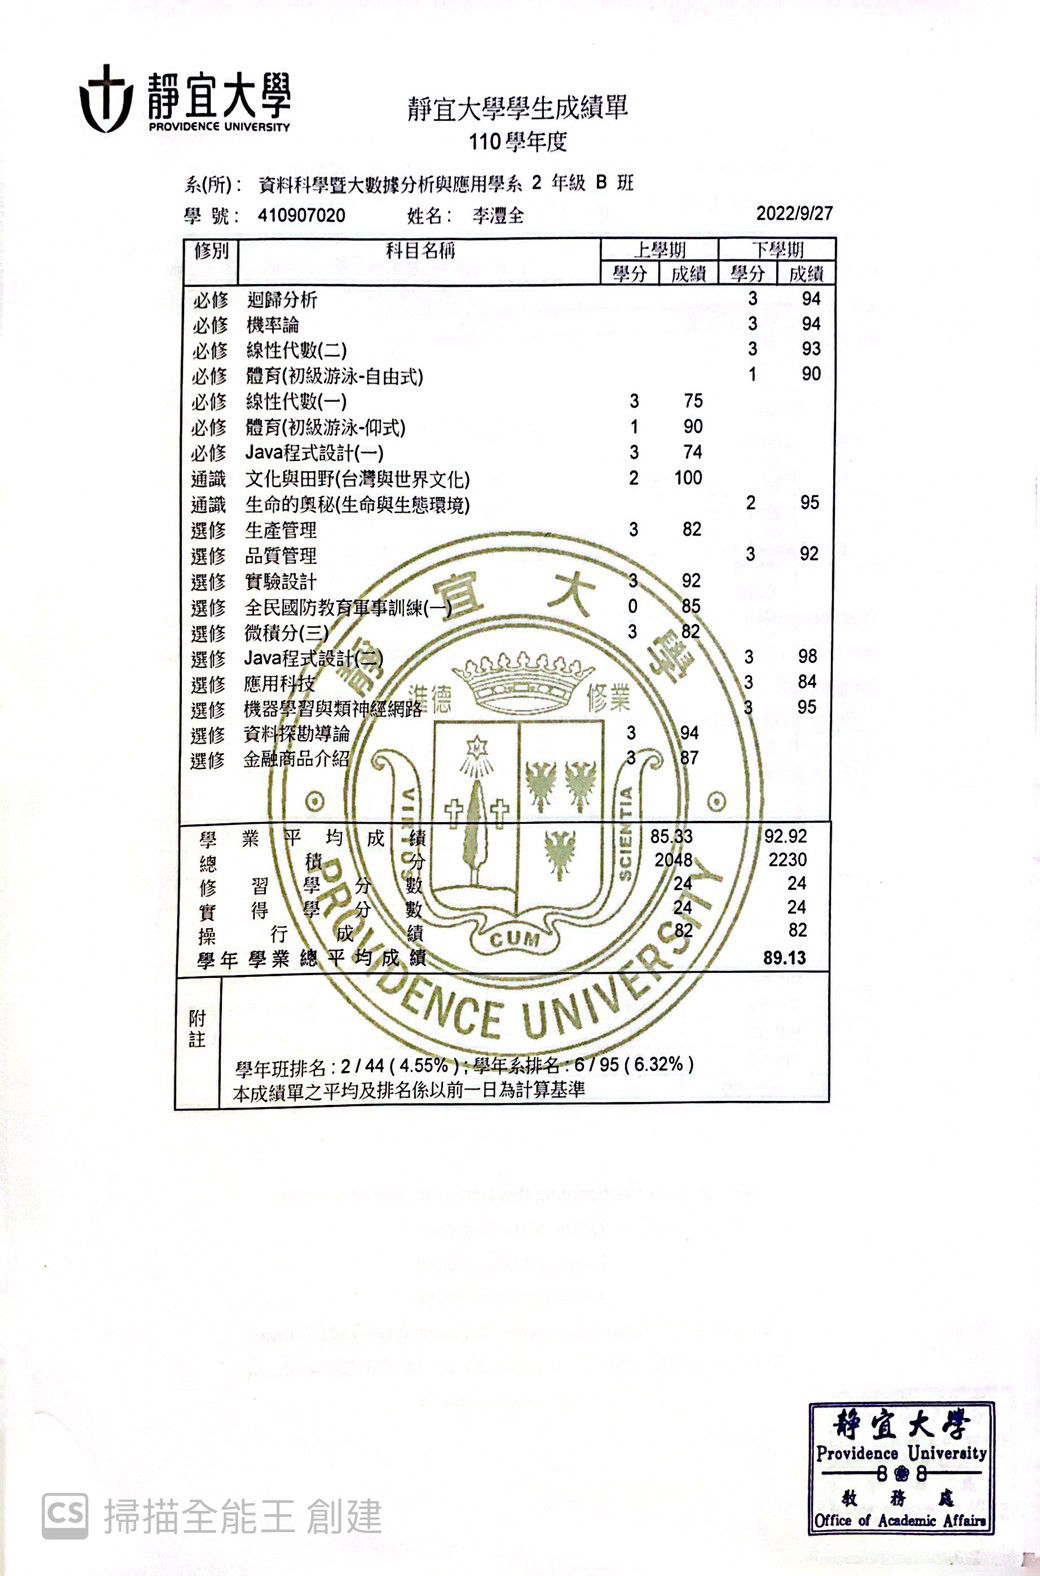 靜宜大學
PROVIDENCE UNIVERSITY
靜宜大學學生成績單
110 學年度
系(所): 資料科學暨大數據分析與應用學系 2 年級 B 班
學 號: 410907020 姓名: 李灃全 2022/9/27
修別 科目名稱 上學期 下學期
學分 成績 學分 成績
必修 迴歸分析 3 94
必修 機率論 3 94
必修 線性代數(二) 3 93
必修 體育(初級游泳-自由式) 1 90
必修 線性代數(一) 3 75
必修 體育(初級游泳-仰式) 1 90
必修 Java程式設計(一) 3 74
通識 文化與田野(台灣與世界文化) 2 100
通識 生命的奧秘(生命與生態環境) 2 95
選修 生產管理 3 82
選修 品質管理 3 92
選修 實驗設計 3 92
選修 全民國防教育軍事訓練(一) 0 85
選修 微積分(三) 3 82
選修 Java程式設計(二) 3 98
選修 應用科技 3 84
選修 機器學習與類神經網路 3 95
選修 資料探勘導論 3 94
選修 金融商品介紹 3 87
靜宜大學
進德 修業
VIRTUS
SCIENTIA
CUM
PROVIDENCE UNIVERSITY
學業平均成績 85.33 92.92
總積分 2048 2230
修習學分數 24 24
實得學分數 24 24
操行成績 82 82
學年學業總平均成績 89.13
附註
學年班排名: 2 / 44 ( 4.55% ) ; 學年系排名: 6 / 95 ( 6.32% )
本成績單之平均及排名係以前一日為計算基準
靜宜大學
Providence University
8 8
教務處
Office of Academic Affairs
CS 掃描全能王 創建